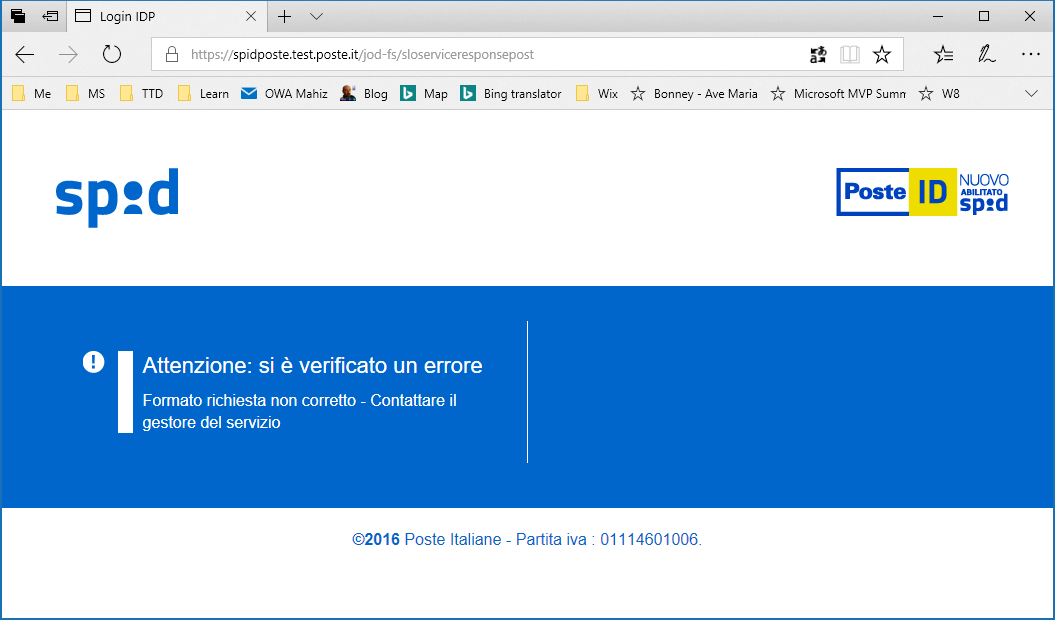 Login IDP
https://spidposte.test.poste.it/jod-fs/sloserviceresponsepost
Me MS TTD Learn OWA Mahiz Blog Map Bing translator Wix Bonney - Ave Maria Microsoft MVP Summ W8
spid
Poste ID NUOVO
ABILITATO
spid
Attenzione: si è verificato un errore
Formato richiesta non corretto - Contattare il
gestore del servizio
©2016 Poste Italiane - Partita iva : 01114601006.